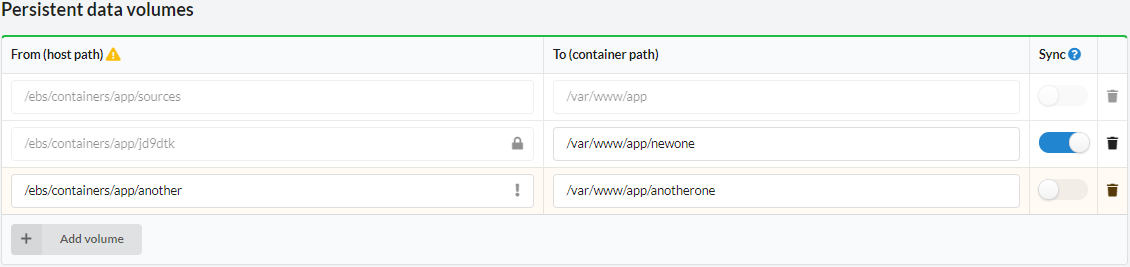 Persistent data volumes
From (host path) To (container path) Sync ?
/ebs/containers/app/sources /var/www/app
/ebs/containers/app/jd9dtk /var/www/app/newone
/ebs/containers/app/another ! /var/www/app/anotherone
+ Add volume